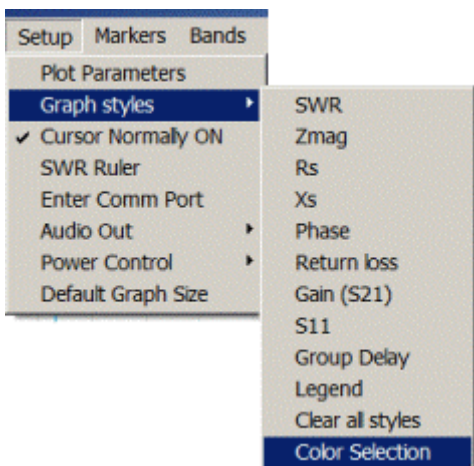 Setup Markers Bands
Plot Parameters
Graph styles
Cursor Normally ON
SWR Ruler
Enter Comm Port
Audio Out
Power Control
Default Graph Size
SWR
Zmag
Rs
Xs
Phase
Return loss
Gain (S21)
S11
Group Delay
Legend
Clear all styles
Color Selection